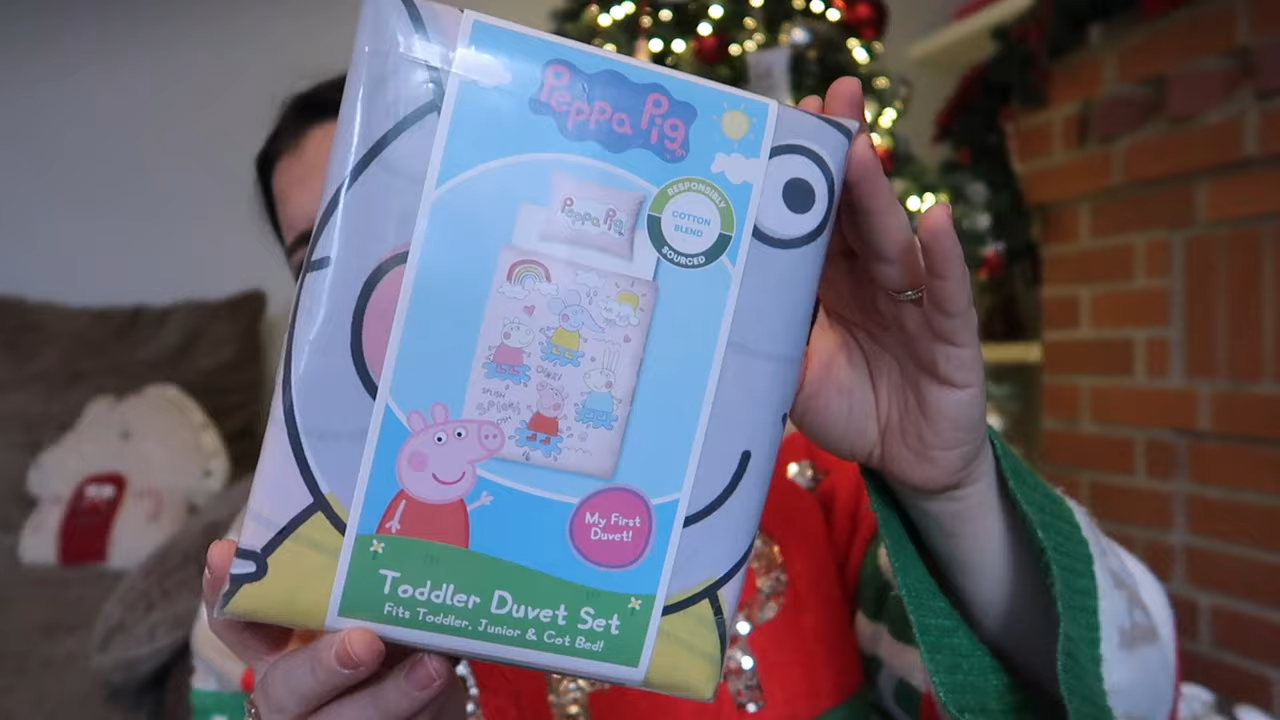 Peppa Pig
RESPONSIBLY
COTTON
BLEND
SOURCED
Peppa Pig
OINK!
SPLISH
SPLASH
My First
Duvet!
Toddler Duvet Set
Fits Toddler, Junior & Cot Bed!